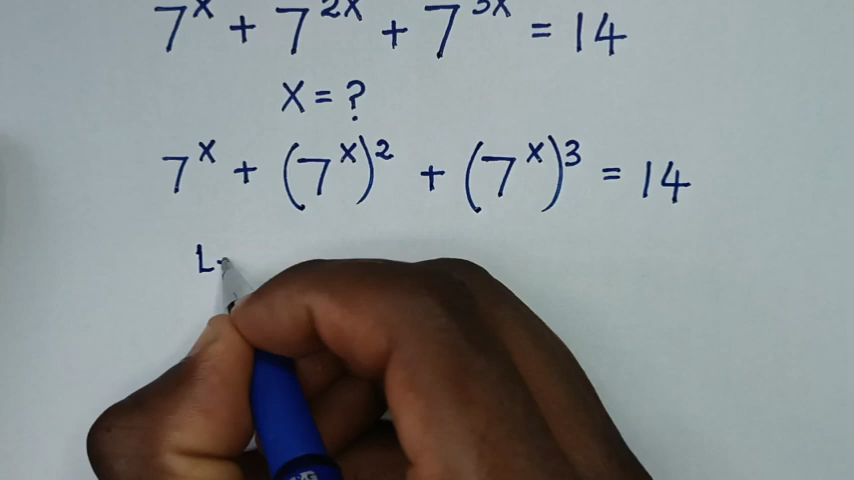 7^x + 7^2x + 7^3x = 14
x = ?
7^x + (7^x)^2 + (7^x)^3 = 14
L